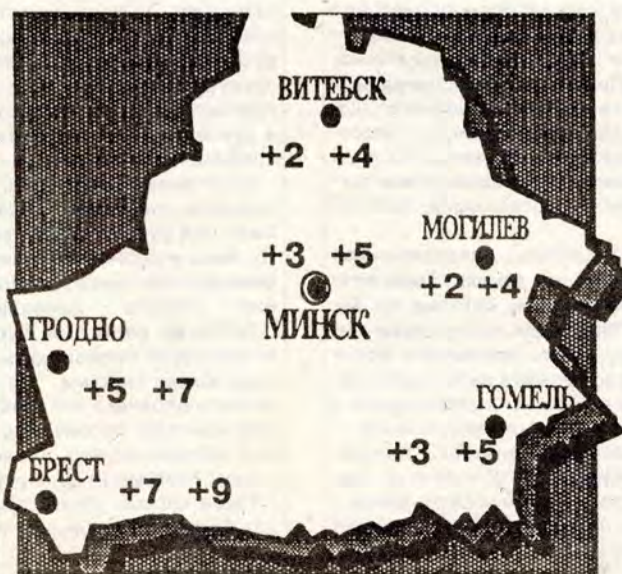 ВИТЕБСК
+2 +4
МОГИЛЕВ
+2 +4
+3 +5
МИНСК
ГРОДНО
+5 +7
ГОМЕЛЬ
+3 +5
БРЕСТ
+7 +9